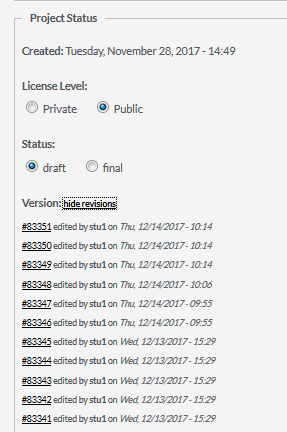 Project Status
Created: Tuesday, November 28, 2017 - 14:49
License Level:
Private Public
Status:
draft final
Version: hide revisions
#83351 edited by stu1 on Thu, 12/14/2017 - 10:14
#83350 edited by stu1 on Thu, 12/14/2017 - 10:14
#83349 edited by stu1 on Thu, 12/14/2017 - 10:14
#83348 edited by stu1 on Thu, 12/14/2017 - 10:06
#83347 edited by stu1 on Thu, 12/14/2017 - 09:55
#83346 edited by stu1 on Thu, 12/14/2017 - 09:55
#83345 edited by stu1 on Wed, 12/13/2017 - 15:29
#83344 edited by stu1 on Wed, 12/13/2017 - 15:29
#83343 edited by stu1 on Wed, 12/13/2017 - 15:29
#83342 edited by stu1 on Wed, 12/13/2017 - 15:29
#83341 edited by stu1 on Wed, 12/13/2017 - 15:29